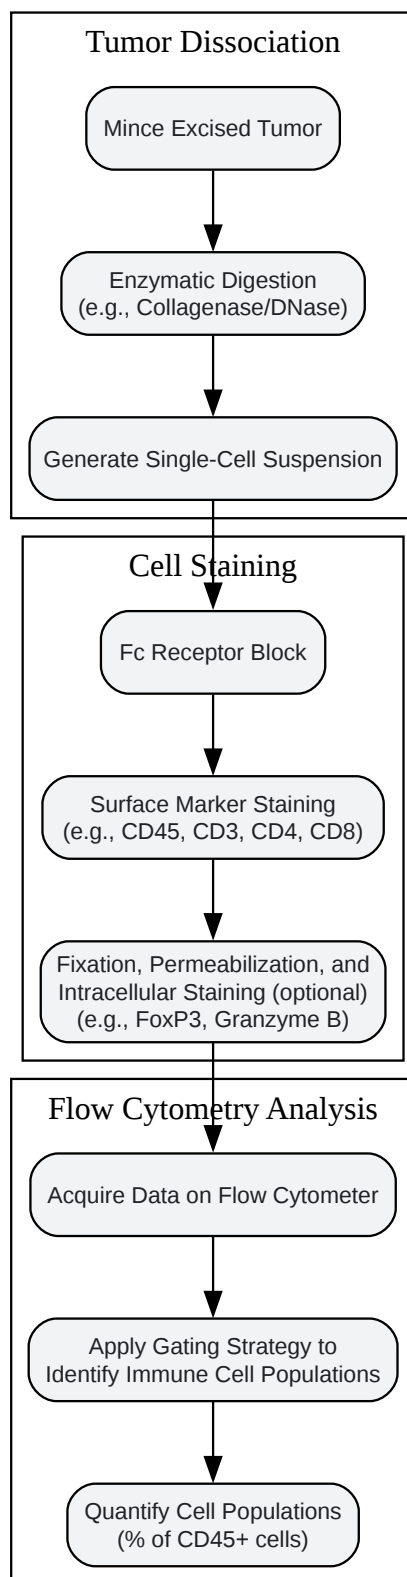 Tumor Dissociation
Mince Excised Tumor
Enzymatic Digestion
(e.g., Collagenase/DNase)
Generate Single-Cell Suspension
Cell Staining
Fc Receptor Block
Surface Marker Staining
(e.g., CD45, CD3, CD4, CD8)
Fixation, Permeabilization, and
Intracellular Staining (optional)
(e.g., FoxP3, Granzyme B)
Flow Cytometry Analysis
Acquire Data on Flow Cytometer
Apply Gating Strategy to
Identify Immune Cell Populations
Quantify Cell Populations
(% of CD45+ cells)